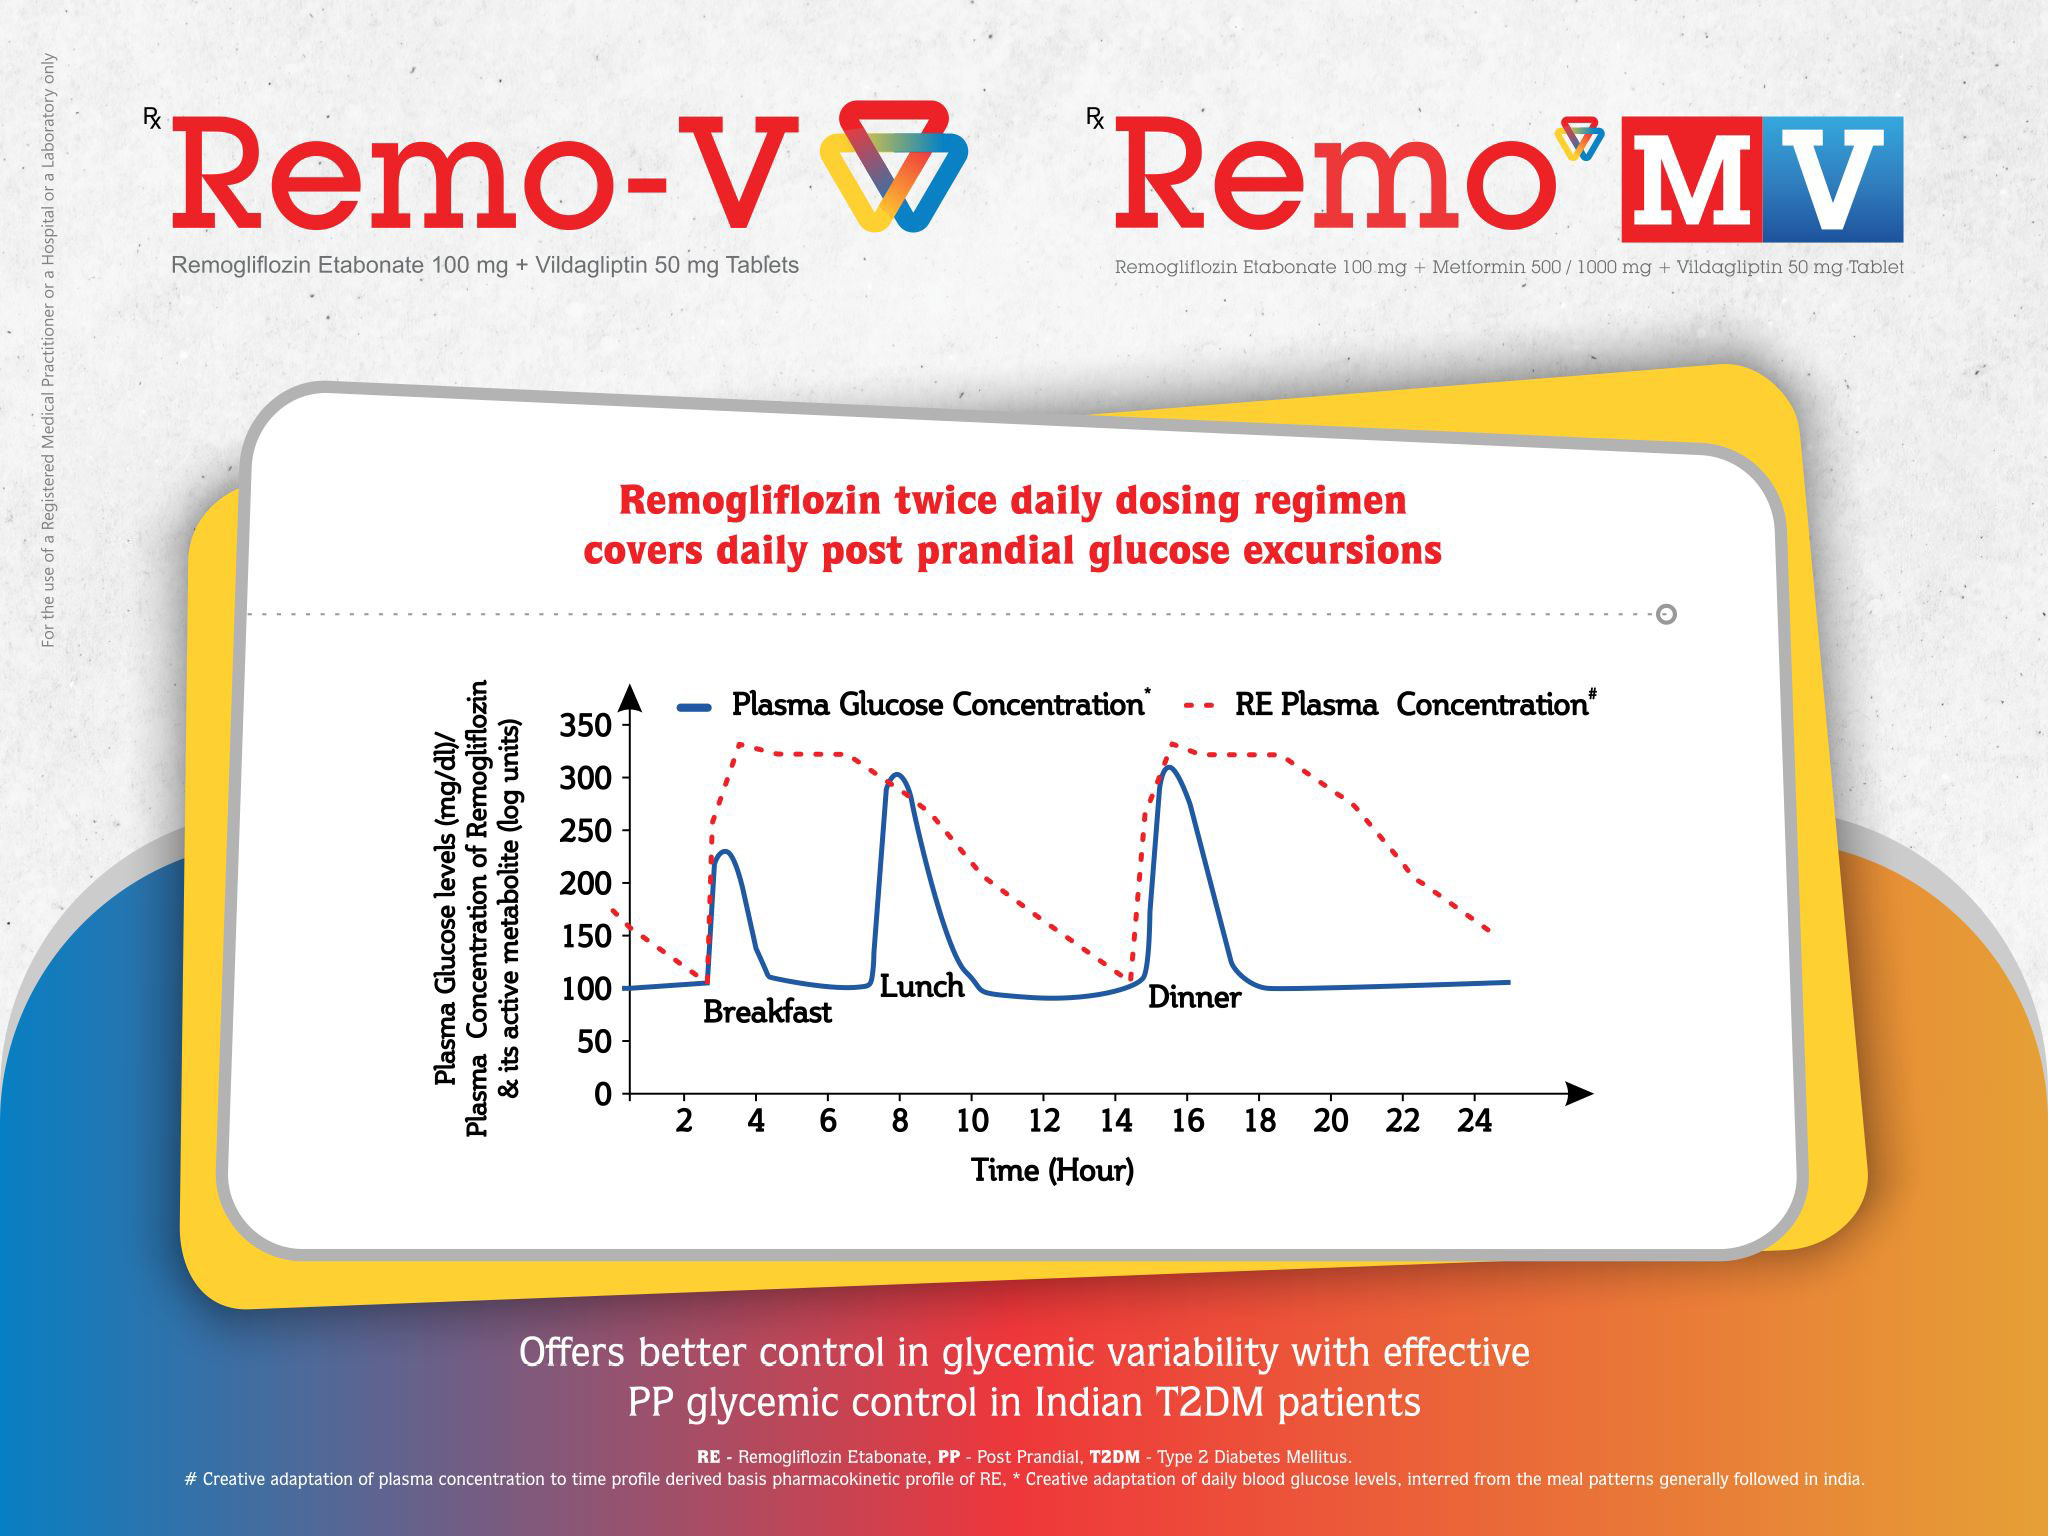 For the use of a Registered Medical Practitioner or a Hospital or a Laboratory only
Rx Remo-V
Remogliflozin Etabonate 100 mg + Vildagliptin 50 mg Tablets
Rx Remo MV
Remogliflozin Etabonate 100 mg + Metformin 500 / 1000 mg + Vildagliptin 50 mg Tablet
Remogliflozin twice daily dosing regimen
covers daily post prandial glucose excursions
Plasma Glucose Concentration* RE Plasma Concentration#
Plasma Glucose levels (mg/dl)/
Plasma Concentration of Remogliflozin
& its active metabolite (log units)
350
300
250
200
150
100
50
0
Breakfast
Lunch
Dinner
2 4 6 8 10 12 14 16 18 20 22 24
Time (Hour)
Offers better control in glycemic variability with effective
PP glycemic control in Indian T2DM patients
RE - Remogliflozin Etabonate, PP - Post Prandial, T2DM - Type 2 Diabetes Mellitus.
# Creative adaptation of plasma concentration to time profile derived basis pharmacokinetic profile of RE, * Creative adaptation of daily blood glucose levels, interred from the meal patterns generally followed in india.